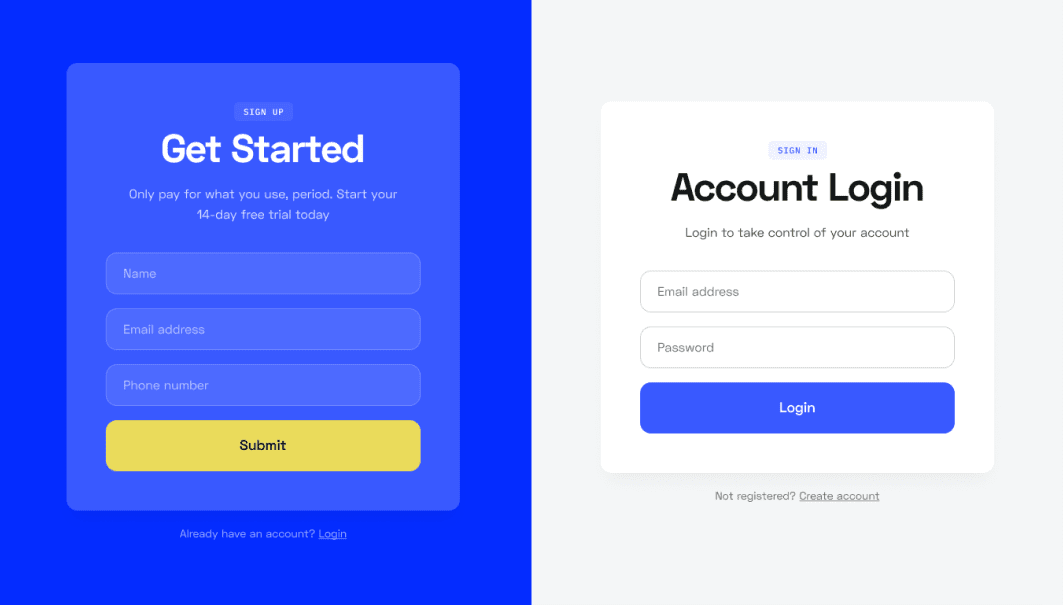 SIGN UP
Get Started
Only pay for what you use, period. Start your
14-day free trial today
Name
Email address
Phone number
Submit
Already have an account? Login
SIGN IN
Account Login
Login to take control of your account
Email address
Password
Login
Not registered? Create account